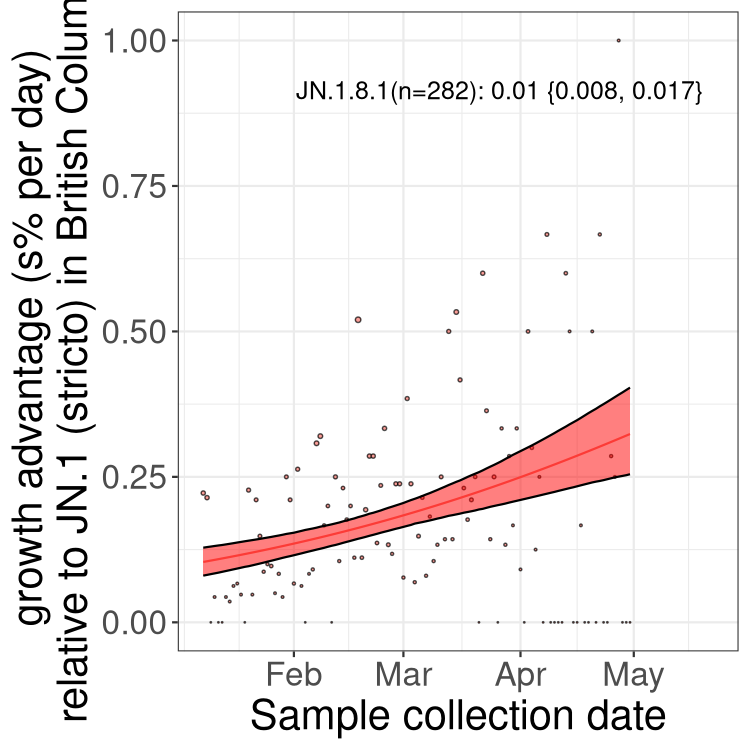 growth advantage (s% per day)
relative to JN.1 (stricto) in British Colum
1.00
0.75
0.50
0.25
0.00
JN.1.8.1(n=282): 0.01 {0.008, 0.017}
Feb Mar Apr May
Sample collection date